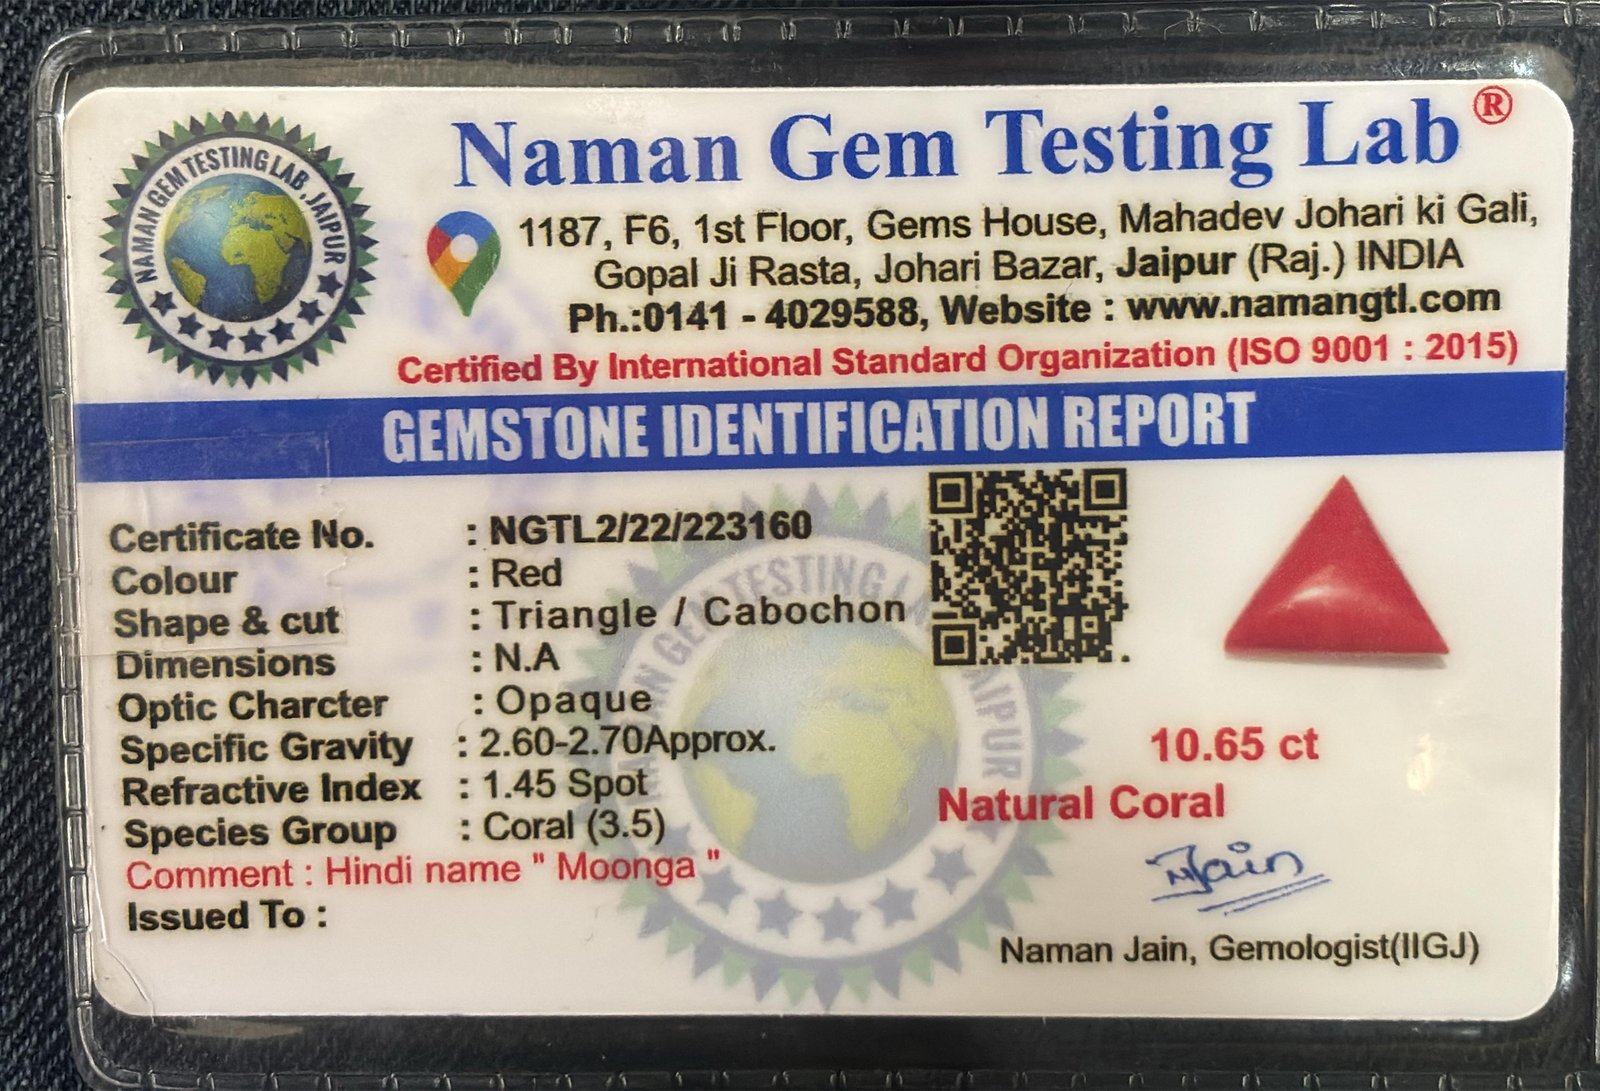 NAMAN GEM TESTING LAB, JAIPUR
Naman Gem Testing Lab®
1187, F6, 1st Floor, Gems House, Mahadev Johari ki Gali,
Gopal Ji Rasta, Johari Bazar, Jaipur (Raj.) INDIA
Ph.:0141 - 4029588, Website : www.namangtl.com
Certified By International Standard Organization (ISO 9001 : 2015)
GEMSTONE IDENTIFICATION REPORT
Certificate No. : NGTL2/22/223160
Colour : Red
Shape & cut : Triangle / Cabochon
Dimensions : N.A
Optic Charcter : Opaque
Specific Gravity : 2.60-2.70Approx.
Refractive Index : 1.45 Spot
Species Group : Coral (3.5)
Comment : Hindi name " Moonga "
Issued To :
10.65 ct
Natural Coral
NJain
Naman Jain, Gemologist(IIGJ)